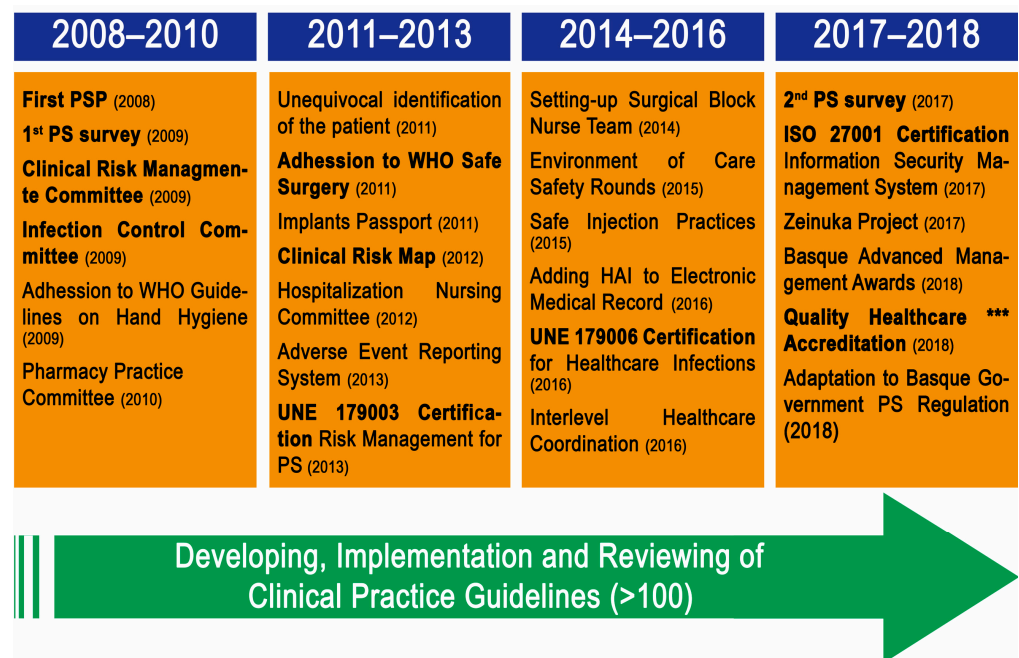 2008–2010
First PSP (2008)
1st PS survey (2009)
Clinical Risk Managmen-
te Committee (2009)
Infection Control Com-
mittee (2009)
Adhession to WHO Guide-
lines on Hand Hygiene
(2009)
Pharmacy Practice
Committee (2010)
2011–2013
Unequivocal identification
of the patient (2011)
Adhession to WHO Safe
Surgery (2011)
Implants Passport (2011)
Clinical Risk Map (2012)
Hospitalization Nursing
Committee (2012)
Adverse Event Reporting
System (2013)
UNE 179003 Certifica-
tion Risk Management for
PS (2013)
2014–2016
Setting-up Surgical Block
Nurse Team (2014)
Environment of Care
Safety Rounds (2015)
Safe Injection Practices
(2015)
Adding HAI to Electronic
Medical Record (2016)
UNE 179006 Certification
for Healthcare Infections
(2016)
Interlevel Healthcare
Coordination (2016)
2017–2018
2nd PS survey (2017)
ISO 27001 Certification
Information Security Ma-
nagement System (2017)
Zeinuka Project (2017)
Basque Advanced Mana-
gement Awards (2018)
Quality Healthcare ***
Accreditation (2018)
Adaptation to Basque Go-
vernment PS Regulation
(2018)
Developing, Implementation and Reviewing of
Clinical Practice Guidelines (>100)